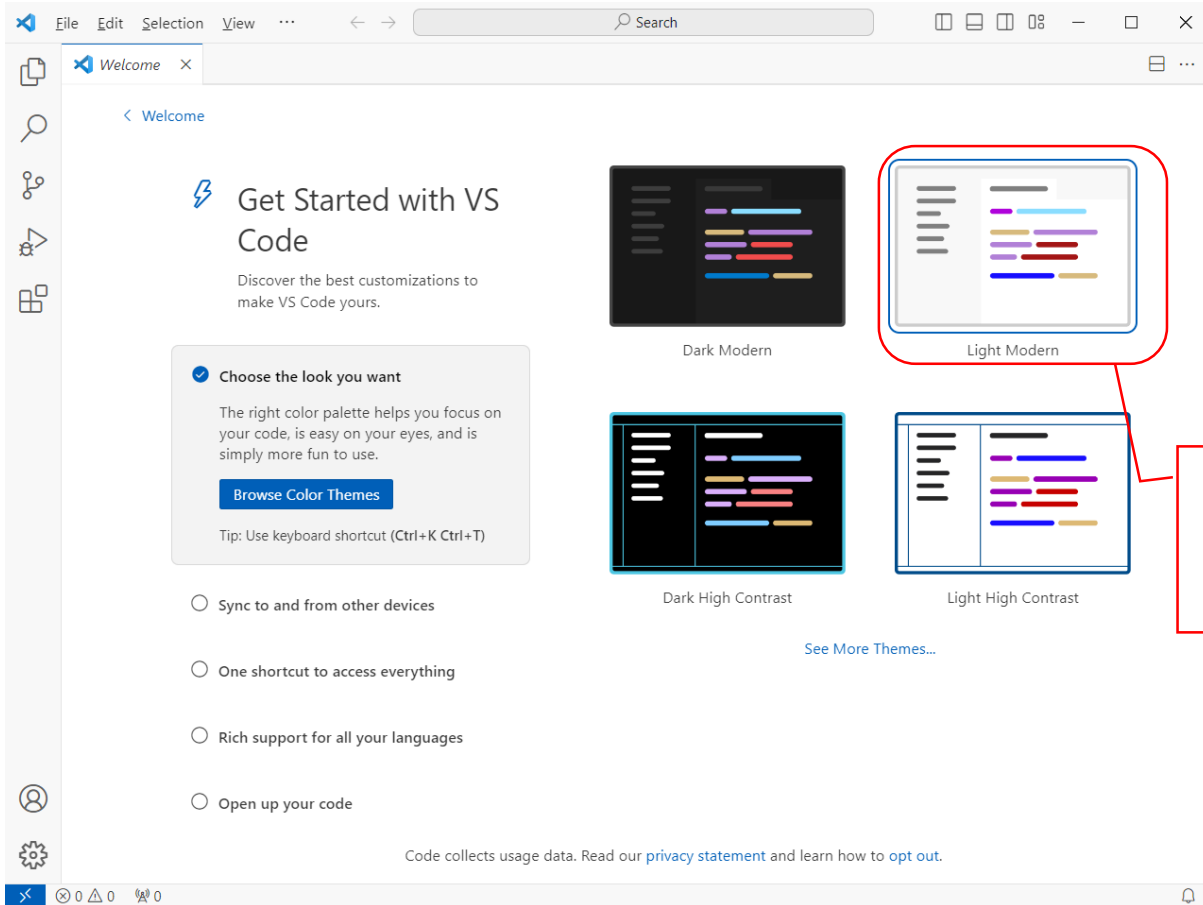 File Edit Selection View ··· Search
Welcome
Welcome
Get Started with VS
Code
Discover the best customizations to
make VS Code yours.
Choose the look you want
The right color palette helps you focus on
your code, is easy on your eyes, and is
simply more fun to use.
Browse Color Themes
Tip: Use keyboard shortcut (Ctrl+K Ctrl+T)
Sync to and from other devices
One shortcut to access everything
Rich support for all your languages
Open up your code
Dark Modern
Light Modern
Dark High Contrast
Light High Contrast
See More Themes...
Code collects usage data. Read our privacy statement and learn how to opt out.
0 0 0